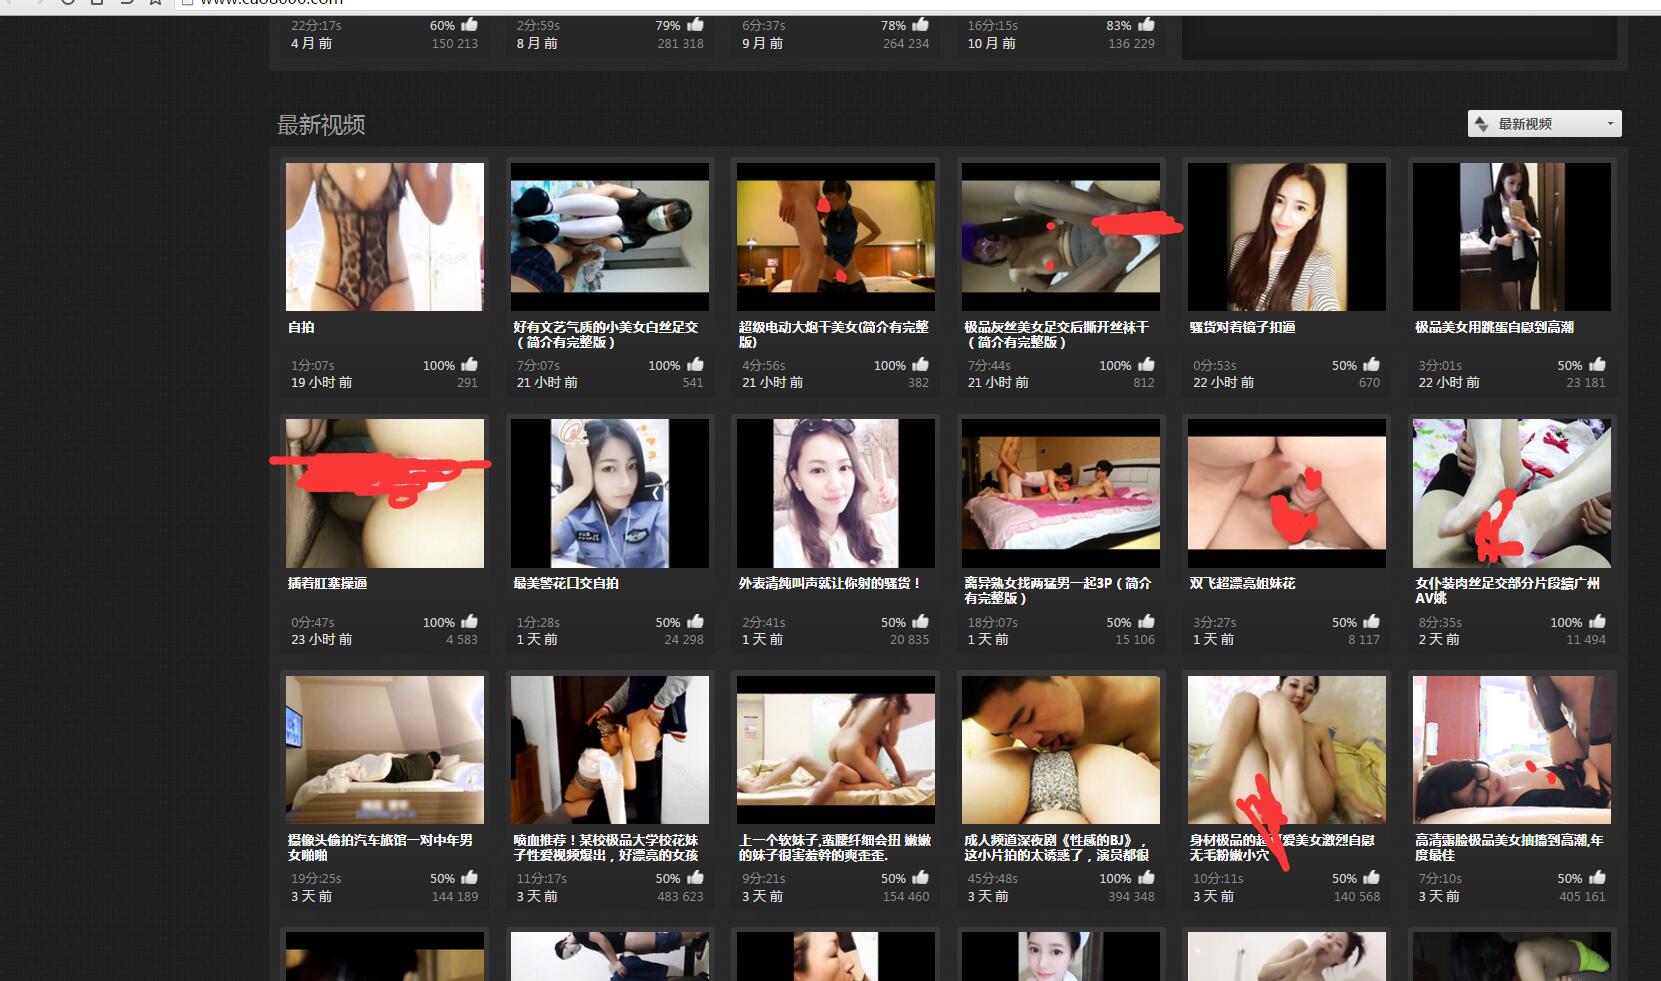 22分:17s 60% 2分:59s 79% 6分:37s 78% 16分:15s 83%
4 月 前 150 213 8 月 前 281 318 9 月 前 264 234 10 月 前 136 229
最新视频 最新视频
自拍
好有文艺气质的小美女白丝足交
（简介有完整版）
超级电动大炮干美女(简介有完整
版)
极品灰丝美女足交后撕开丝袜干
（简介有完整版）
骚货对着镜子扣逼
极品美女用跳蛋自慰到高潮
1分:07s 100% 7分:07s 100% 4分:56s 100% 7分:44s 100% 0分:53s 50% 3分:01s 50%
19 小时 前 291 21 小时 前 541 21 小时 前 382 21 小时 前 812 22 小时 前 670 22 小时 前 23 181
插着肛塞操逼
最美警花口交自拍
外表清纯叫声就让你射的骚货！
离异熟女找两猛男一起3P（简介
有完整版）
双飞超漂亮姐妹花
女仆装肉丝足交部分片段續广州
AV姚
0分:47s 100% 1分:28s 50% 2分:41s 50% 18分:07s 50% 3分:27s 50% 8分:35s 100%
23 小时 前 4 583 1 天 前 24 298 1 天 前 20 835 1 天 前 15 106 1 天 前 8 117 2 天 前 11 494
摄像头偷拍汽车旅馆一对中年男
女啪啪
喷血推荐！某校极品大学校花妹
子性爱视频爆出，好漂亮的女孩
上一个软妹子,蛮腰纤细会扭 嫩嫩
的妹子很害羞幹的爽歪歪.
成人频道深夜剧《性感的BJ》,
这小片拍的太诱惑了，演员都很
身材极品的超 爱美女激烈自慰
无毛粉嫩小穴
高清露脸极品美女抽搐到高潮,年
度最佳
19分:25s 50% 11分:17s 50% 9分:21s 50% 45分:48s 100% 10分:11s 50% 7分:10s 50%
3 天 前 144 189 3 天 前 483 623 3 天 前 154 460 3 天 前 394 348 3 天 前 140 568 3 天 前 405 161